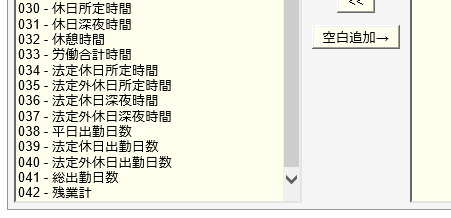 <<
030 - 休日所定時間
031 - 休日深夜時間
032 - 休憩時間
033 - 労働合計時間
034 - 法定休日所定時間
035 - 法定外休日所定時間
036 - 法定休日深夜時間
037 - 法定外休日深夜時間
038 - 平日出勤日数
039 - 法定休日出勤日数
040 - 法定外休日出勤日数
041 - 総出勤日数
042 - 残業計
空白追加→